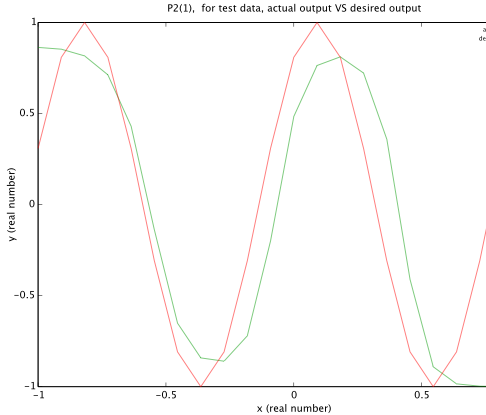 P2(1), for test data, actual output VS desired output
a
de
1
0.5
0
-0.5
-1
y (real number)
-1
-0.5
0
0.5
x (real number)